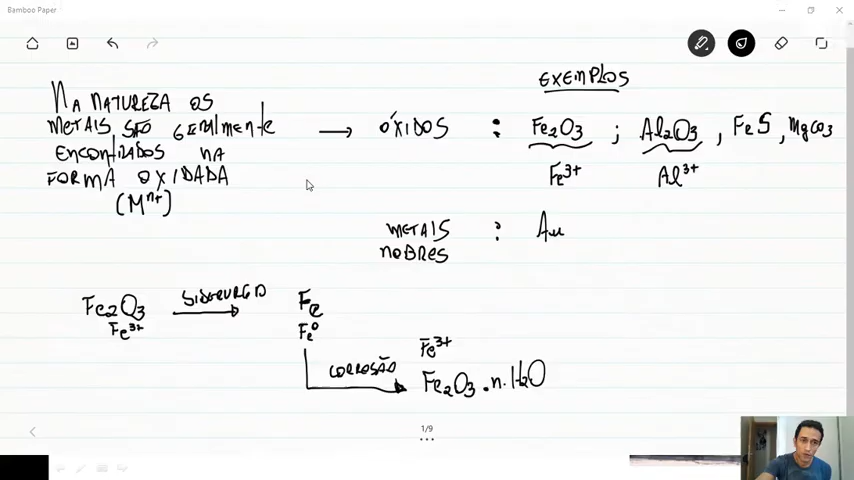 Bamboo Paper
EXEMPLOS
NA NATUREZA OS
METAIS SÃO GERALMENTE → ÓXIDOS : Fe2O3 ; Al2O3 , FeS , MgCO3
ENCONTRADOS NA
FORMA OXIDADA Fe3+ Al3+
(Mn+)
METAIS : Au
NOBRES
Fe2O3 → Fe
Fe3+ Fe0
Fe3+
CORROSÃO Fe2O3 . n. H2O
1/9